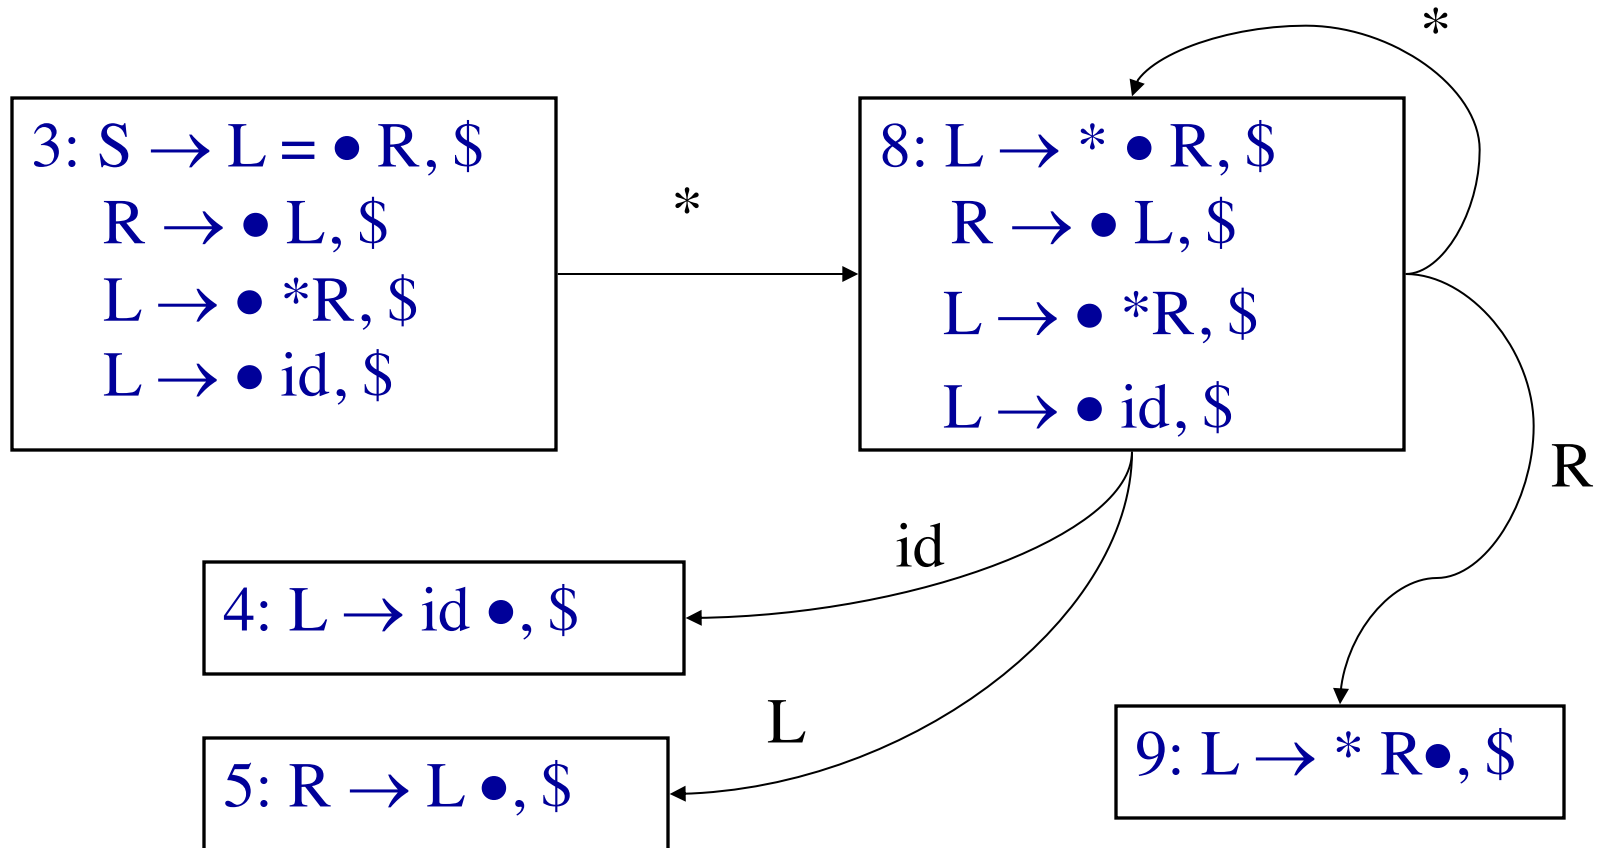 *
3: S → L = • R, $
R → • L, $
L → • *R, $
L → • id, $
*
8: L → * • R, $
R → • L, $
L → • *R, $
L → • id, $
R
id
4: L → id •, $
L
5: R → L •, $
9: L → * R•, $